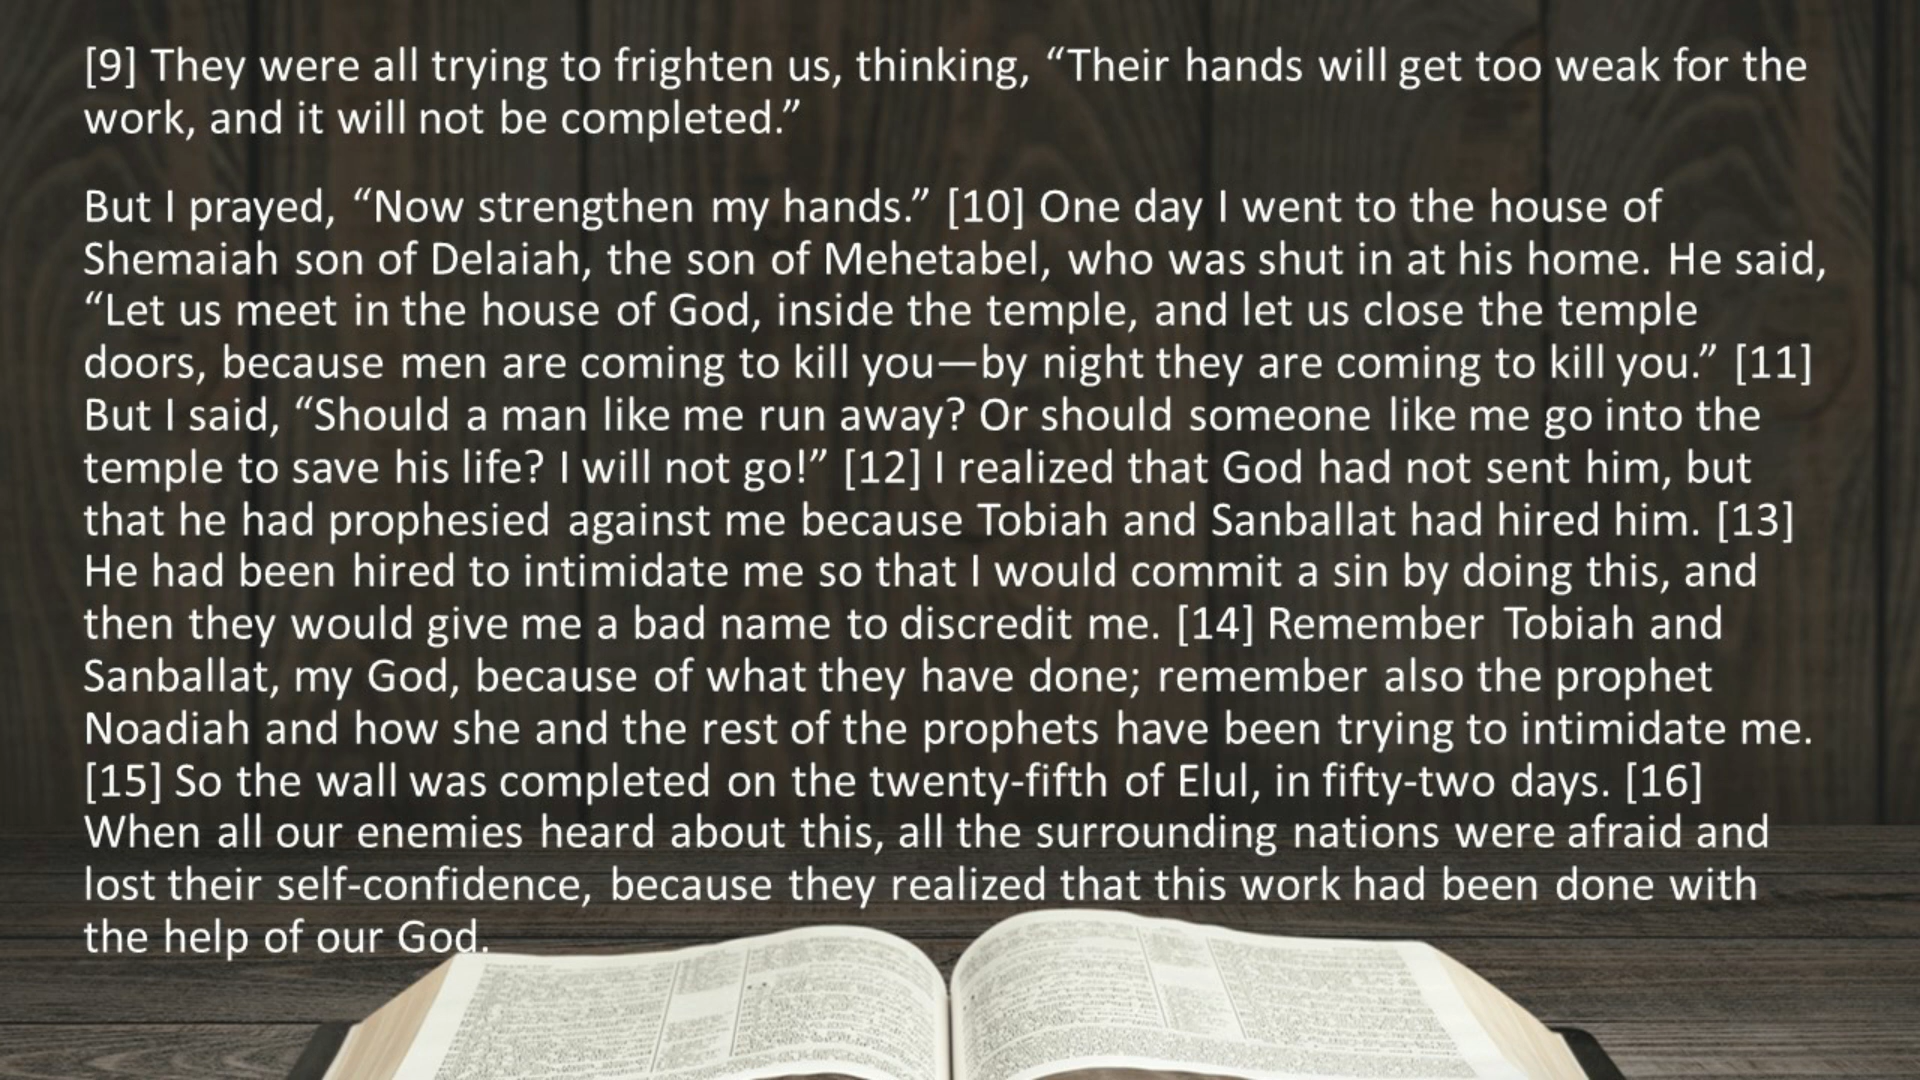 [9] They were all trying to frighten us, thinking, “Their hands will get too weak for the
work, and it will not be completed.”
But I prayed, “Now strengthen my hands.” [10] One day I went to the house of
Shemaiah son of Delaiah, the son of Mehetabel, who was shut in at his home. He said,
“Let us meet in the house of God, inside the temple, and let us close the temple
doors, because men are coming to kill you—by night they are coming to kill you.” [11]
But I said, “Should a man like me run away? Or should someone like me go into the
temple to save his life? I will not go!” [12] I realized that God had not sent him, but
that he had prophesied against me because Tobiah and Sanballat had hired him. [13]
He had been hired to intimidate me so that I would commit a sin by doing this, and
then they would give me a bad name to discredit me. [14] Remember Tobiah and
Sanballat, my God, because of what they have done; remember also the prophet
Noadiah and how she and the rest of the prophets have been trying to intimidate me.
[15] So the wall was completed on the twenty-fifth of Elul, in fifty-two days. [16]
When all our enemies heard about this, all the surrounding nations were afraid and
lost their self-confidence, because they realized that this work had been done with
the help of our God.